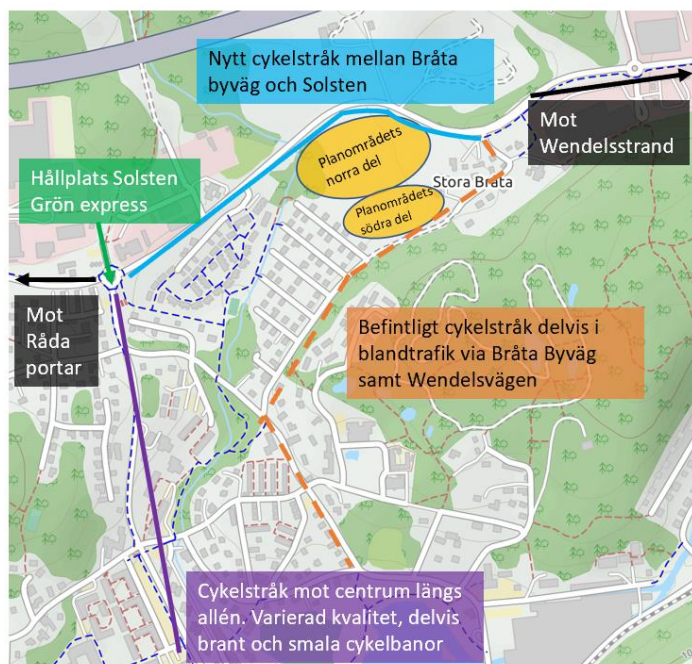 Nytt cykelstråk mellan Bråta
byväg och Solsten
Mot
Wendelsstrand
Planområdets
norra del
Hållplats Solsten
Grön express
Stora Bråta
Planområdets
södra del
Mot
Råda
portar
Befintligt cykelstråk delvis i
blandtrafik via Bråta Byväg
samt Wendelsvägen
Cykelstråk mot centrum längs
allén. Varierad kvalitet, delvis
brant och smala cykelbanor